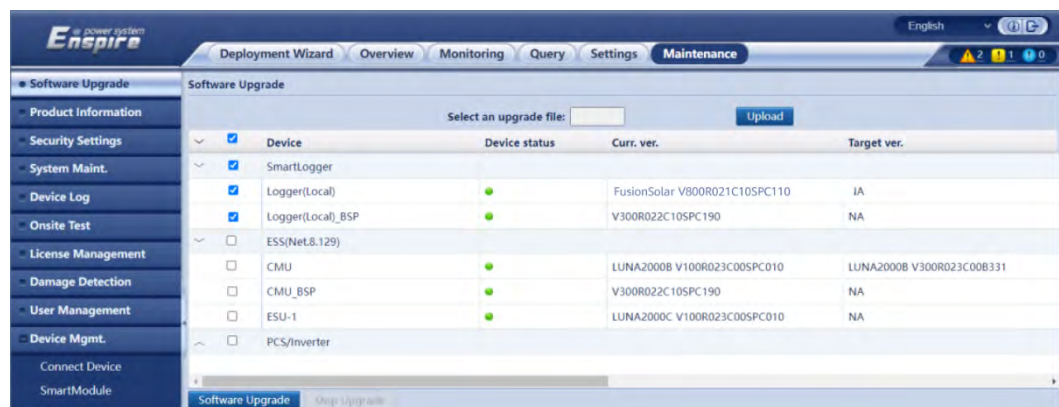 e power system
Enspire
English
Deployment Wizard Overview Monitoring Query Settings Maintenance
2 1 0
Software Upgrade
Product Information
Security Settings
System Maint.
Device Log
Onsite Test
License Management
Damage Detection
User Management
Device Mgmt.
Connect Device
SmartModule
Software Upgrade
Select an upgrade file: Upload
Device Device status Curr. ver. Target ver.
SmartLogger
Logger(Local) FusionSolar V800R021C10SPC110 IA
Logger(Local)_BSP V300R022C10SPC190 NA
ESS(Net.8.129)
CMU LUNA2000B V100R023C00SPC010 LUNA2000B V300R023C00B331
CMU_BSP V300R022C10SPC190 NA
ESU-1 LUNA2000C V100R023C00SPC010 NA
PCS/Inverter
Software Upgrade Stop Upgrade